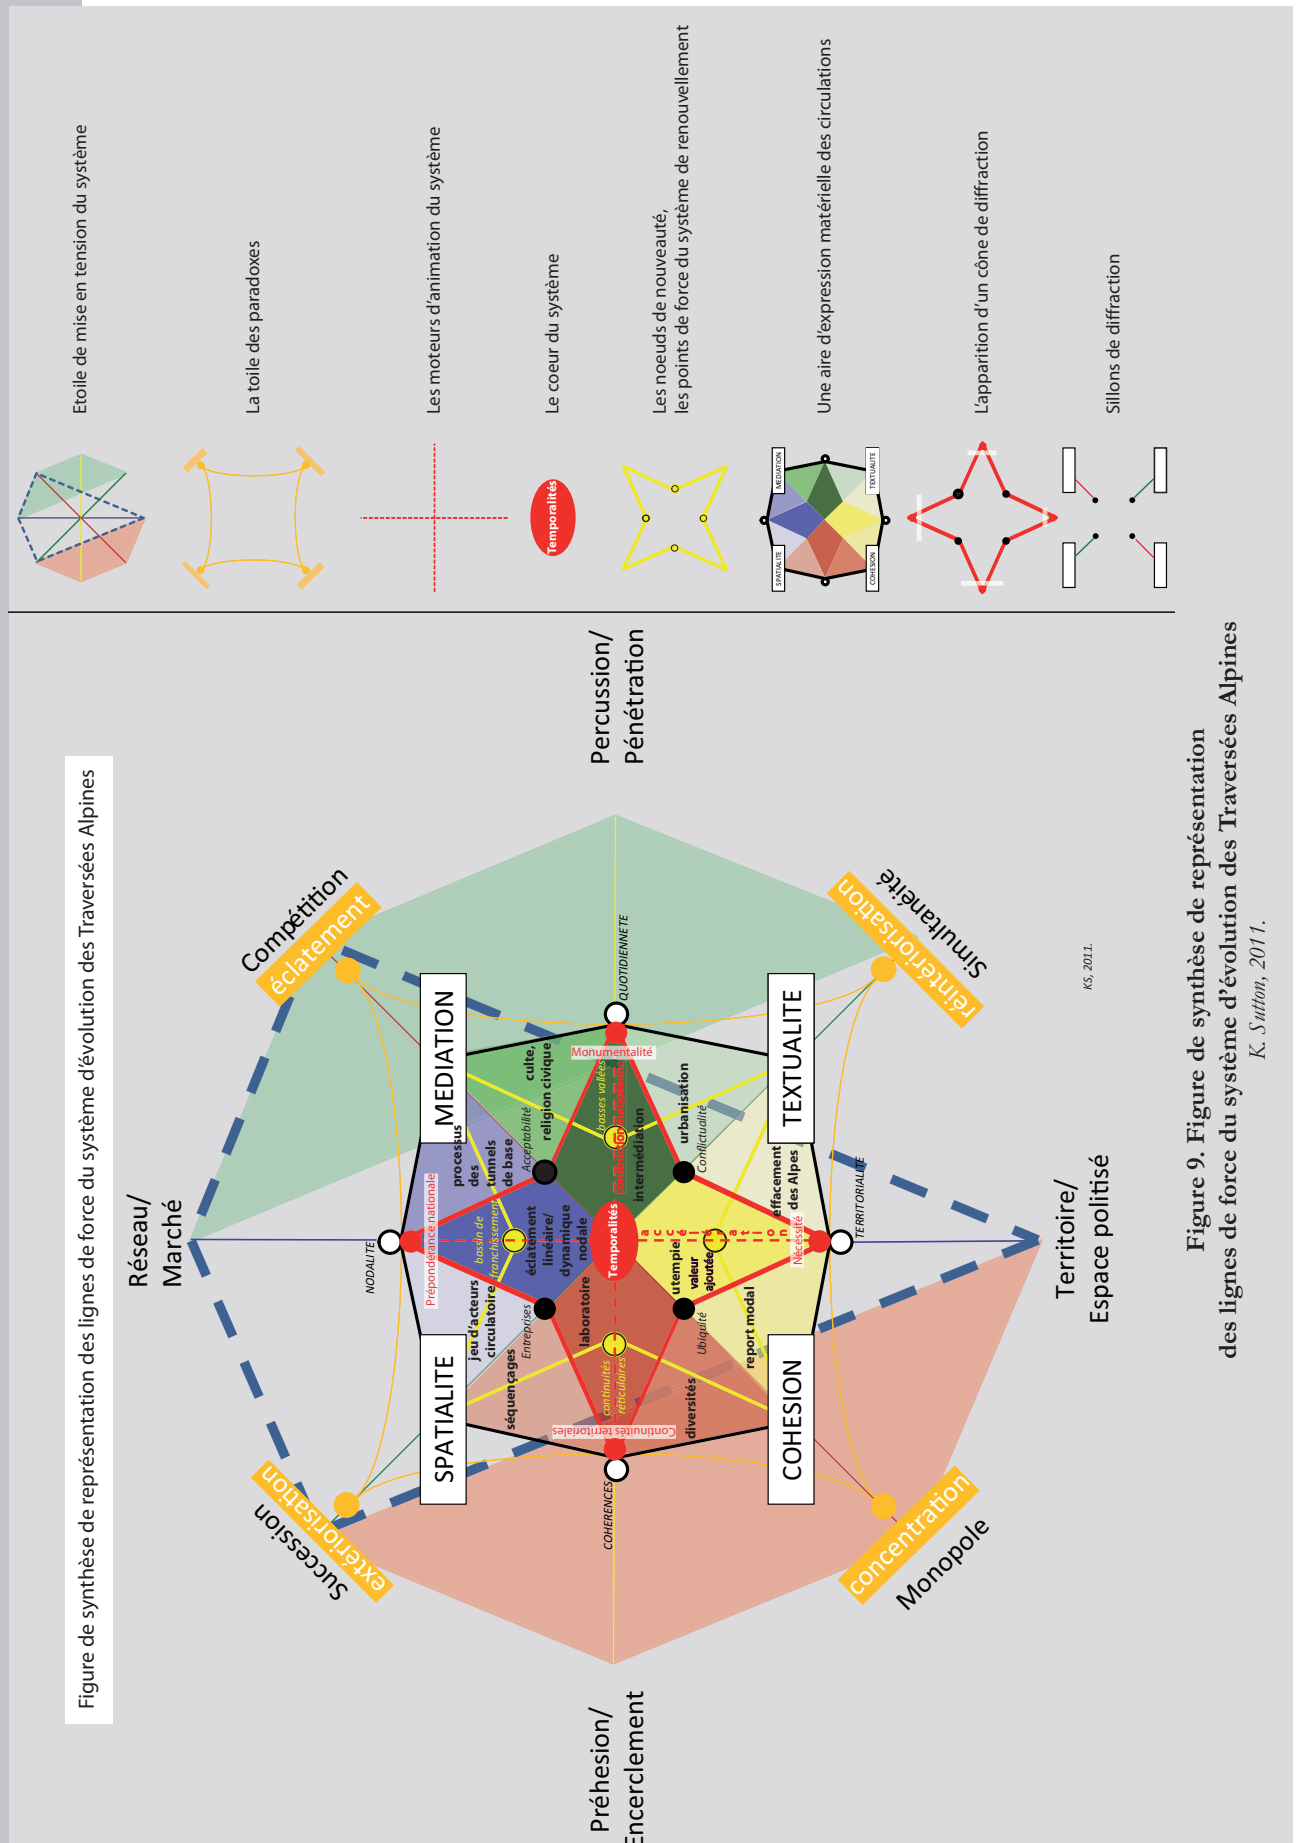 Figure de synthèse de représentation des lignes de force du système d'évolution des Traversées Alpines
Réseau/
Marché
Compétition
éclatement
Succession
extériorisation
NODALITE
Prépondérance nationale
SPATIALITE
MEDIATION
jeu d'acteurs
circulatoire
bassin de
franchissement
processus
des
tunnels
de base
culte,
religion civique
séquençages
Entreprises
éclatement
linéaire/
dynamique
nodale
Acceptabilité
laboratoire
Préhesion/
Encerclement
COHERENCES
Continuités territoriales
continuités
réticulaires
Temporalités
basses vallées
intermédiation
Monumentalité
QUOTIDIENNETE
Percussion/
Pénétration
diversités
Ubiquité
utempie
valeur
ajoutée
Conflictualité
urbanisation
report modal
effacement
des Alpes
Nécessité
COHESION
TEXTUALITE
TERRITORIALITE
concentration
Monopole
réintériorisation
Simultanéité
Territoire/
Espace politisé
KS, 2011.
Etoile de mise en tension du système
La toile des paradoxes
Les moteurs d'animation du système
Temporalités
Le coeur du système
Les noeuds de nouveauté,
les points de force du système de renouvellement
SPATIALITE
MEDIATION
COHESION
TEXTUALITE
Une aire d'expression matérielle des circulations
L'apparition d'un cône de diffraction
Sillons de diffraction
Figure 9. Figure de synthèse de représentation
des lignes de force du système d'évolution des Traversées Alpines
K. Sutton, 2011.